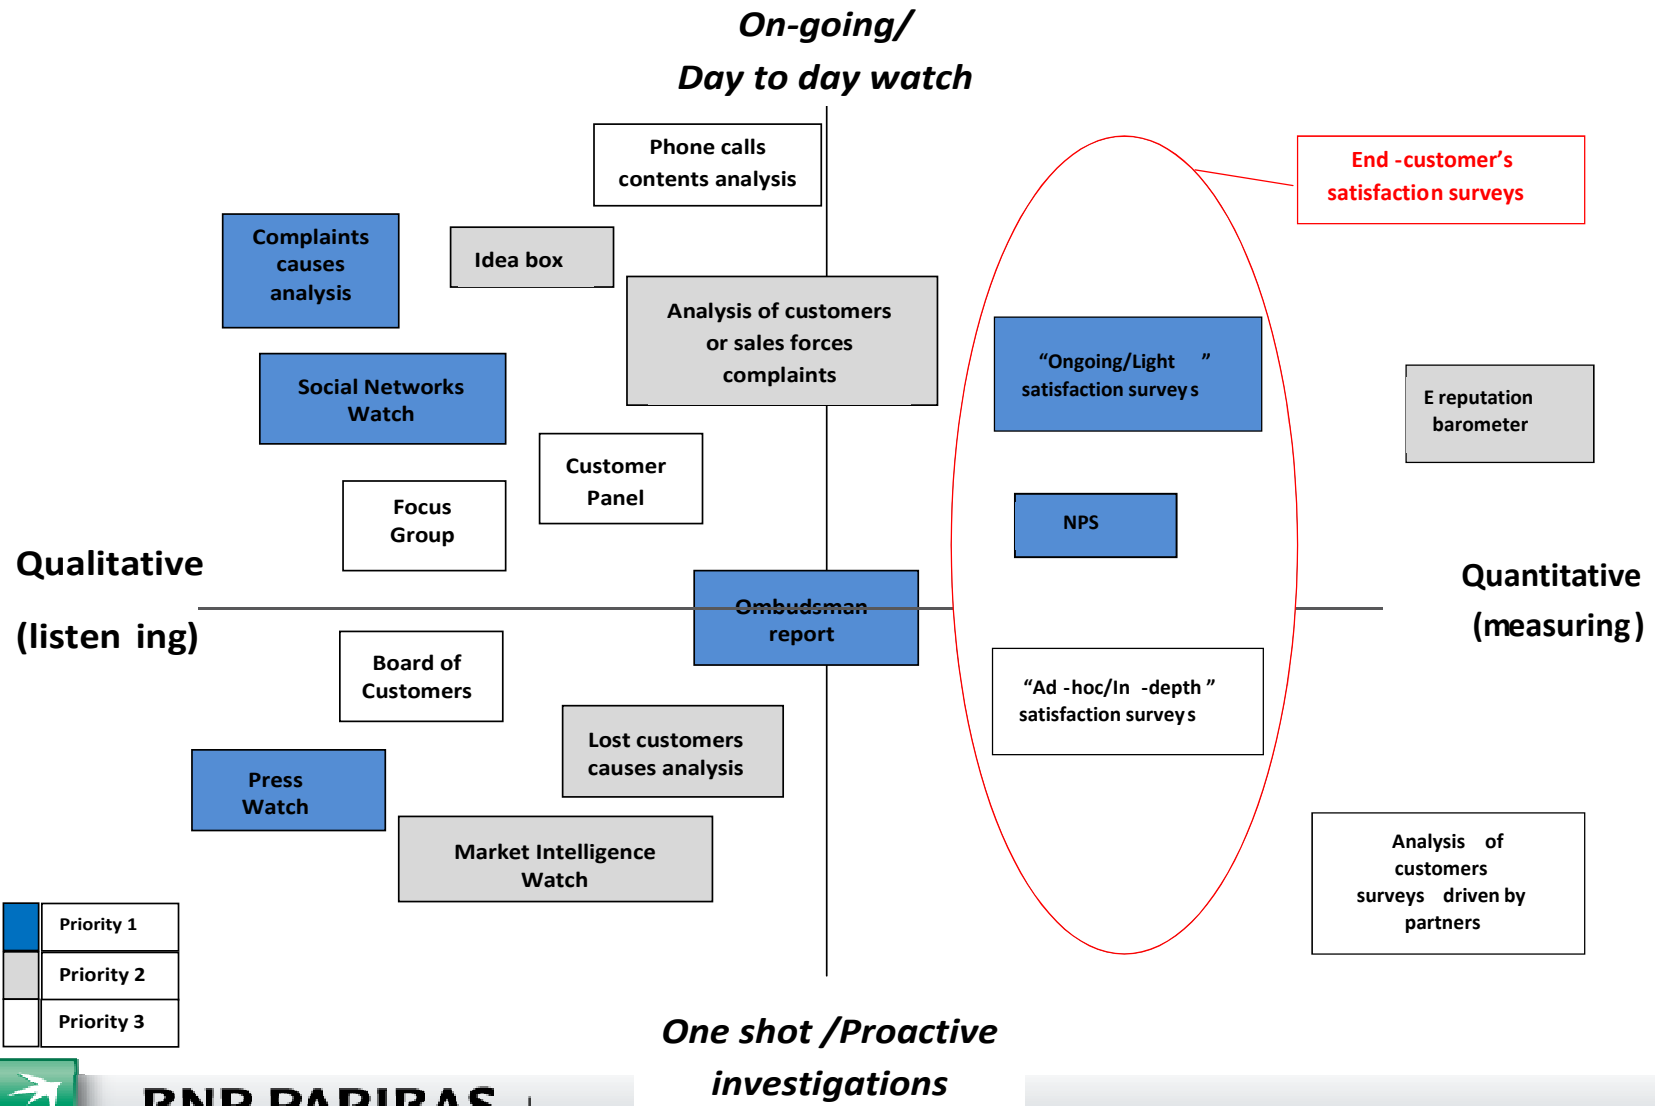 On-going/
Day to day watch
Phone calls
contents analysis
End -customer's
satisfaction surveys
Complaints
causes
analysis
Idea box
Analysis of customers
or sales forces
complaints
"Ongoing/Light "
satisfaction surveys
E reputation
barometer
Social Networks
Watch
Customer
Panel
Focus
Group
NPS
Qualitative
(listen ing)
Quantitative
(measuring)
Ombudsman
report
Board of
Customers
"Ad -hoc/In -depth "
satisfaction surveys
Lost customers
causes analysis
Press
Watch
Market Intelligence
Watch
Analysis of
customers
surveys driven by
partners
Priority 1
Priority 2
Priority 3
One shot /Proactive
investigations
BNP PARIBAS